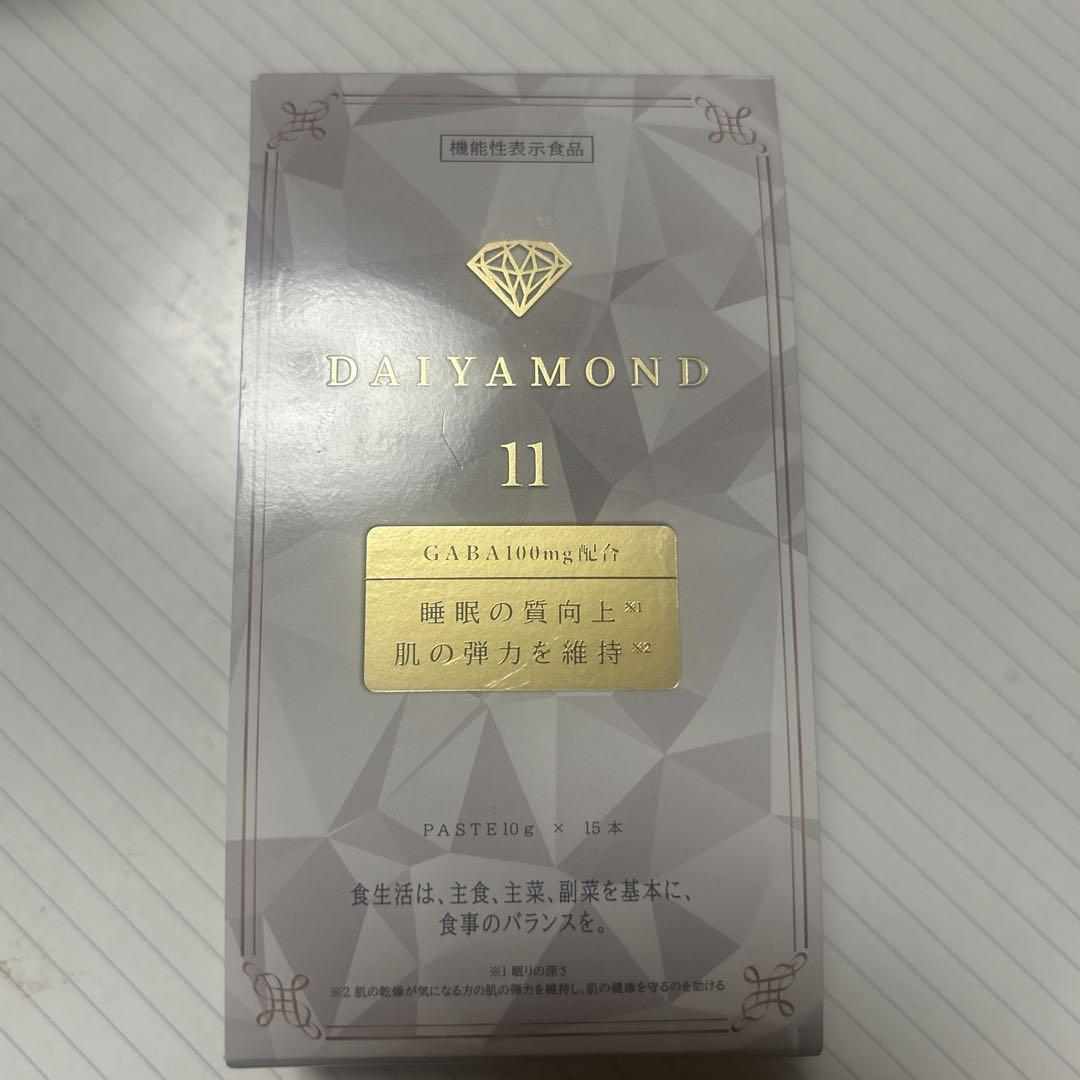 機能性表示食品
DAIYAMOND
11
GABA100mg配合
睡眠の質向上※1
肌の弾力を維持※2
PASTE10g × 15本
食生活は、主食、主菜、副菜を基本に、
食事のバランスを。
※1 眠りの深さ
※2 肌の乾燥が気になる方の肌の弾力を維持し、肌の健康を守るのを助ける